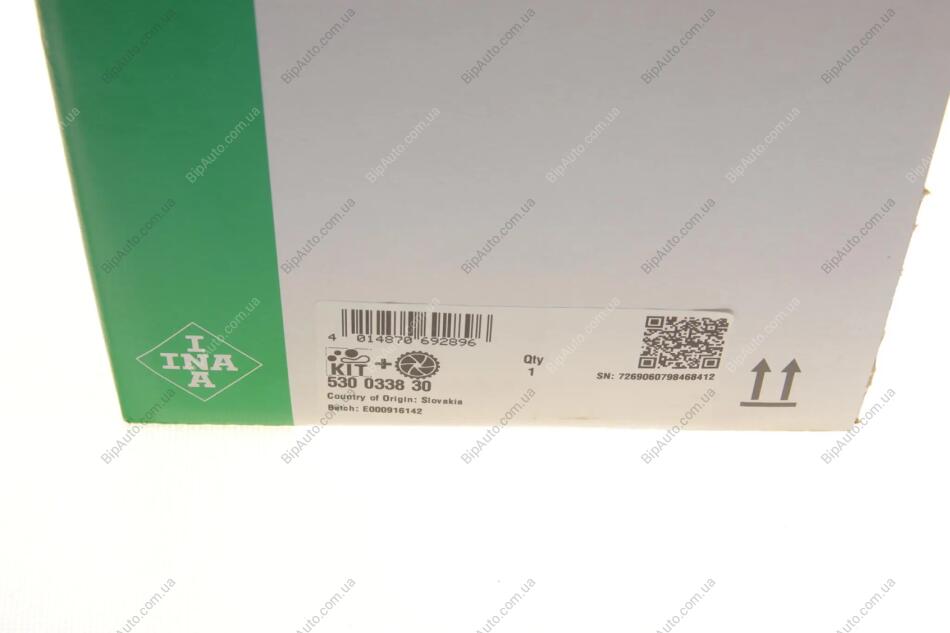 I
INA
A
4 014870 692896
KIT +
530 0338 30
Country of Origin: Slovakia
Batch: E000916142
Qty
1
SN: 7269060798468412
BipAuto.com.ua